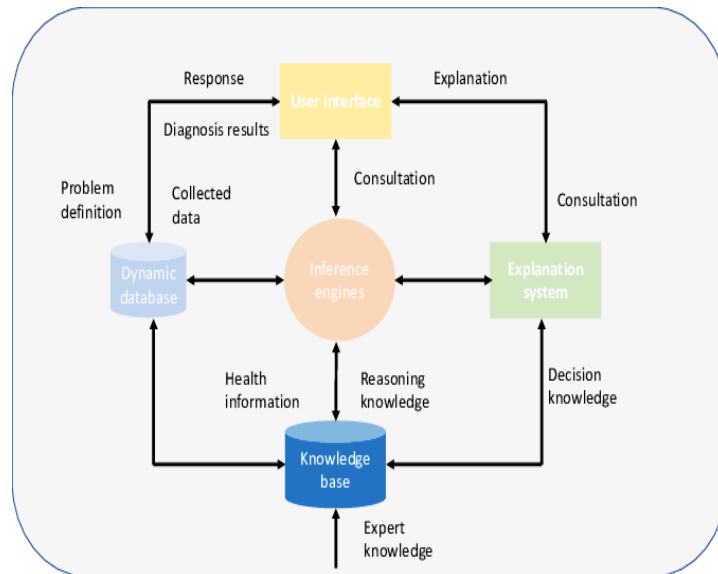 Response
User interface
Explanation
Diagnosis results
Problem
definition
Collected
data
Consultation
Consultation
Dynamic
database
Inference
engines
Explanation
system
Health
information
Reasoning
knowledge
Decision
knowledge
Knowledge
base
Expert
knowledge